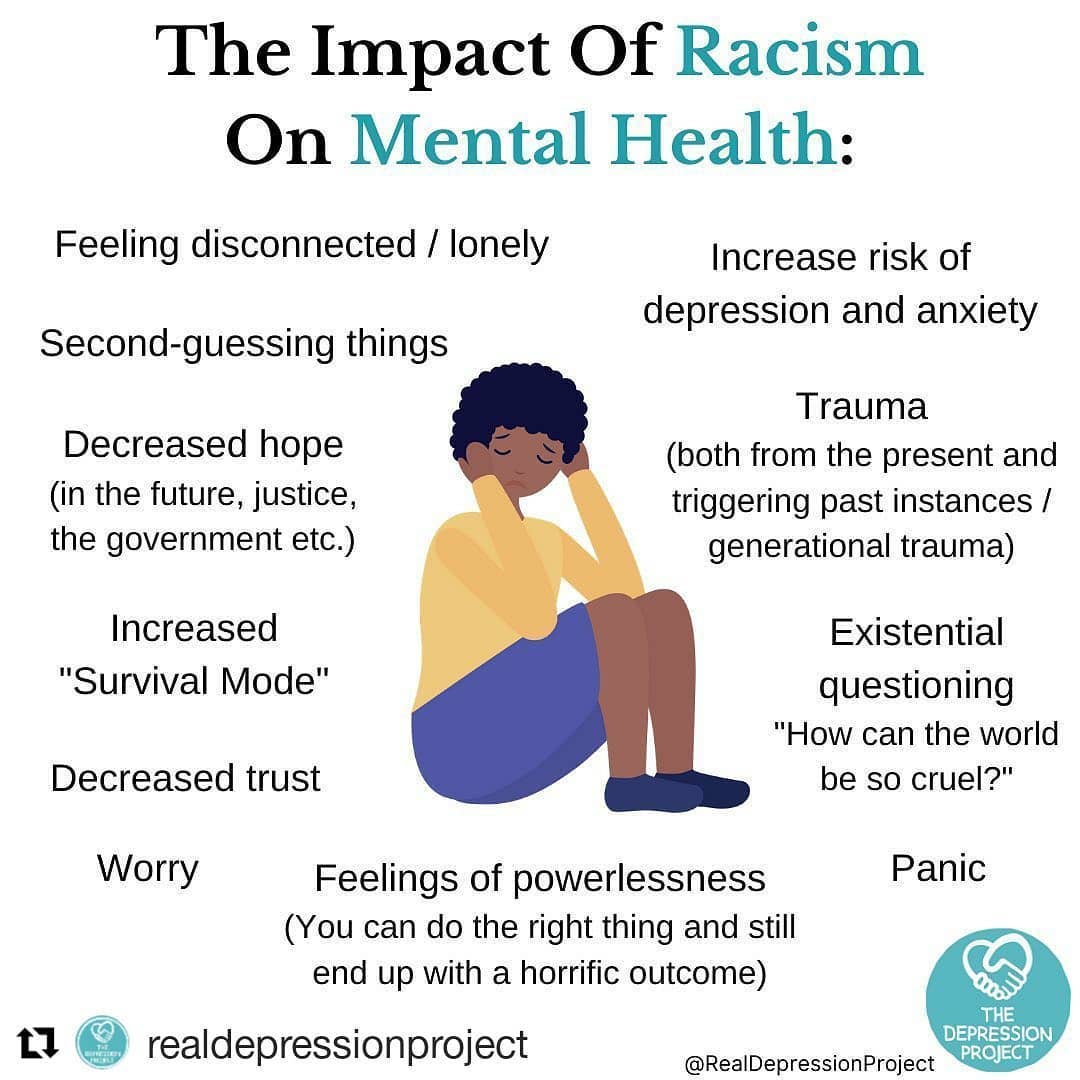 The Impact Of Racism
On Mental Health:
Feeling disconnected / lonely
Second-guessing things
Decreased hope
(in the future, justice,
the government etc.)
Increased
"Survival Mode"
Decreased trust
Worry
Increase risk of
depression and anxiety
Trauma
(both from the present and
triggering past instances /
generational trauma)
Existential
questioning
"How can the world
be so cruel?"
Panic
Feelings of powerlessness
(You can do the right thing and still
end up with a horrific outcome)
THE
DEPRESSION
PROJECT
THE
DEPRESSION
PROJECT
realdepressionproject
@RealDepressionProject